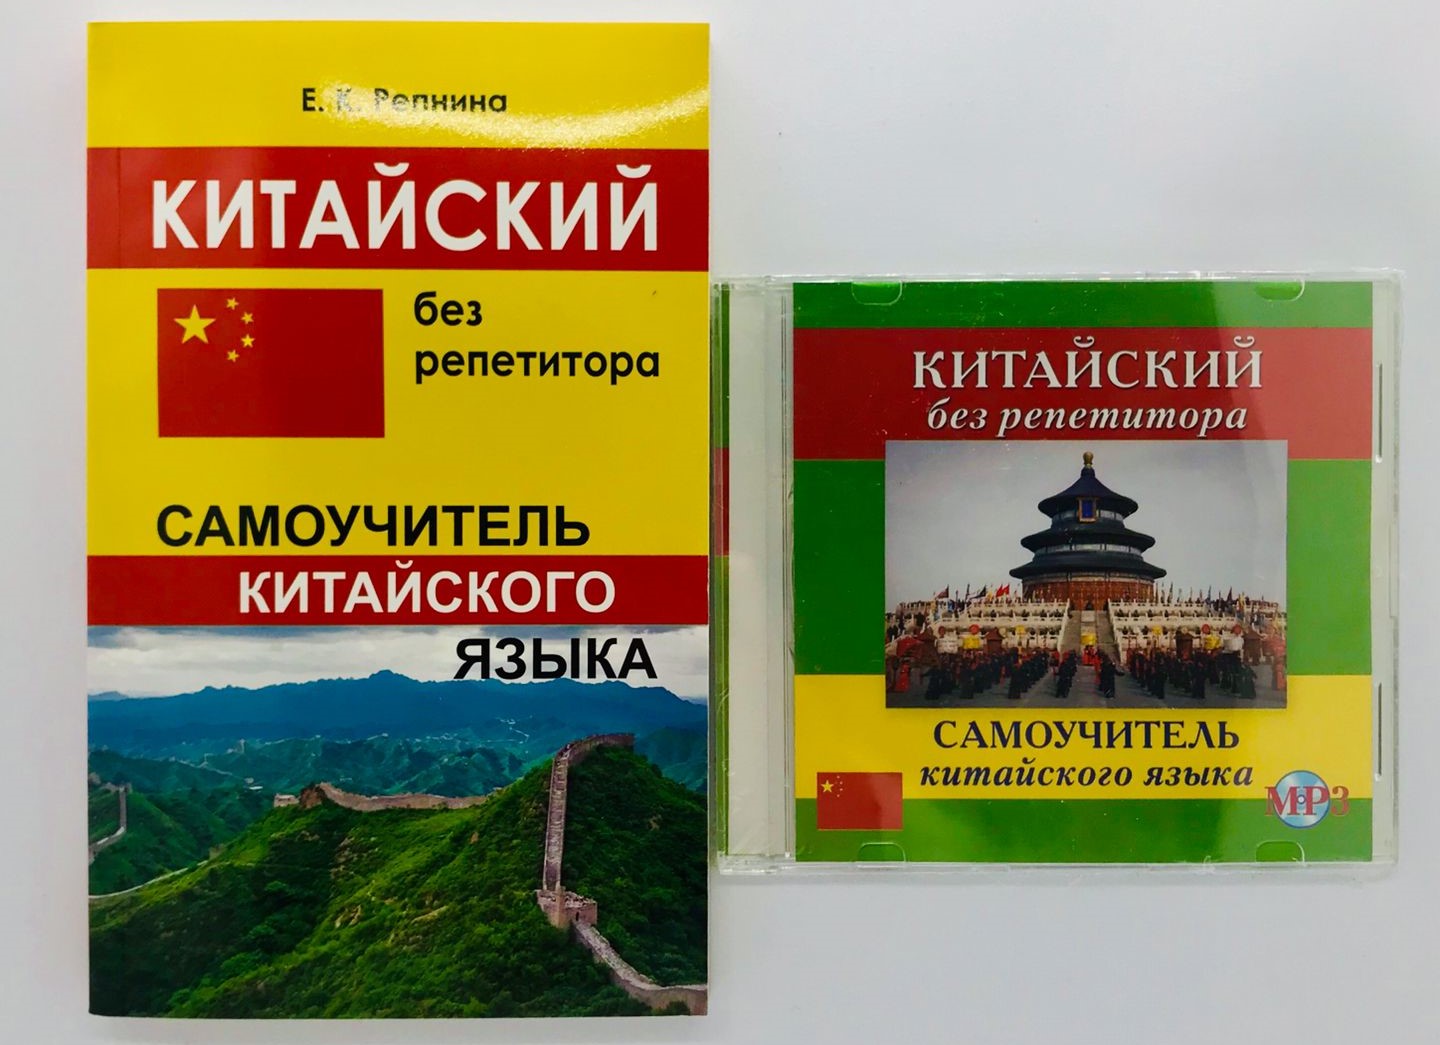 Е. К. Репнина
КИТАЙСКИЙ
без
репетитора
САМОУЧИТЕЛЬ
КИТАЙСКОГО
ЯЗЫКА
КИТАЙСКИЙ
без репетитора
САМОУЧИТЕЛЬ
китайского языка
MP3